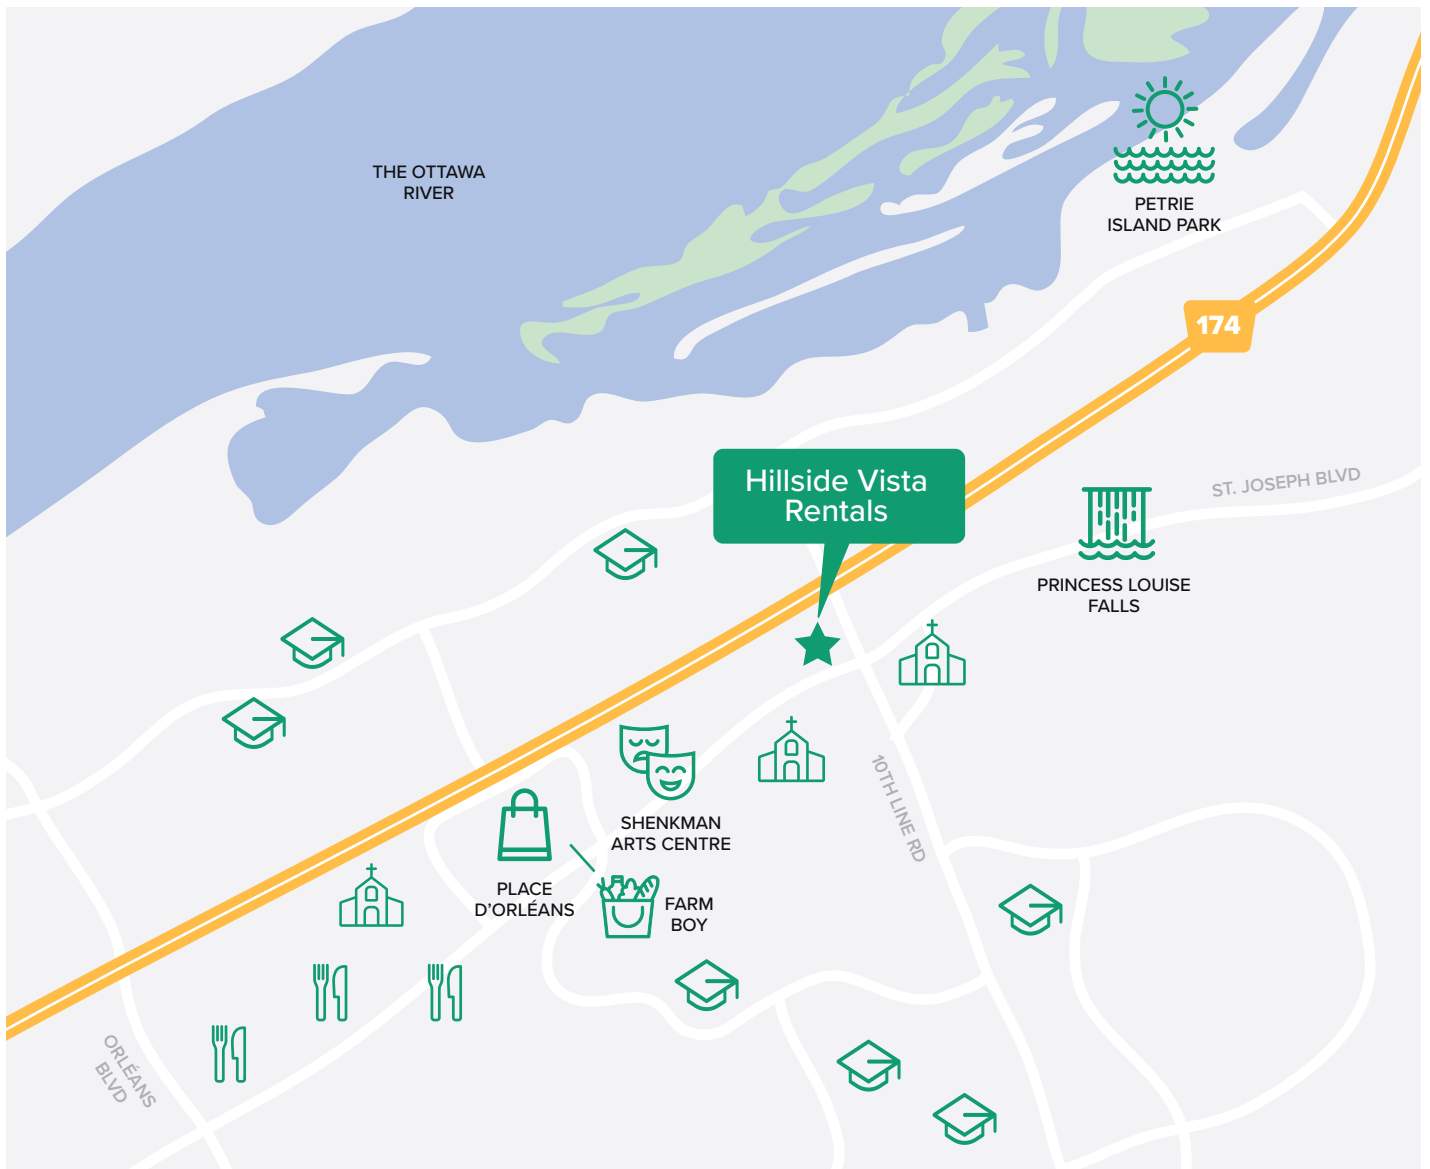 THE OTTAWA
RIVER
PETRIE
ISLAND PARK
174
Hillside Vista
Rentals
ST. JOSEPH BLVD
PRINCESS LOUISE
FALLS
10TH LINE RD
SHENKMAN
ARTS CENTRE
PLACE
D'ORLÉANS
FARM
BOY
ORLÉANS
BLVD